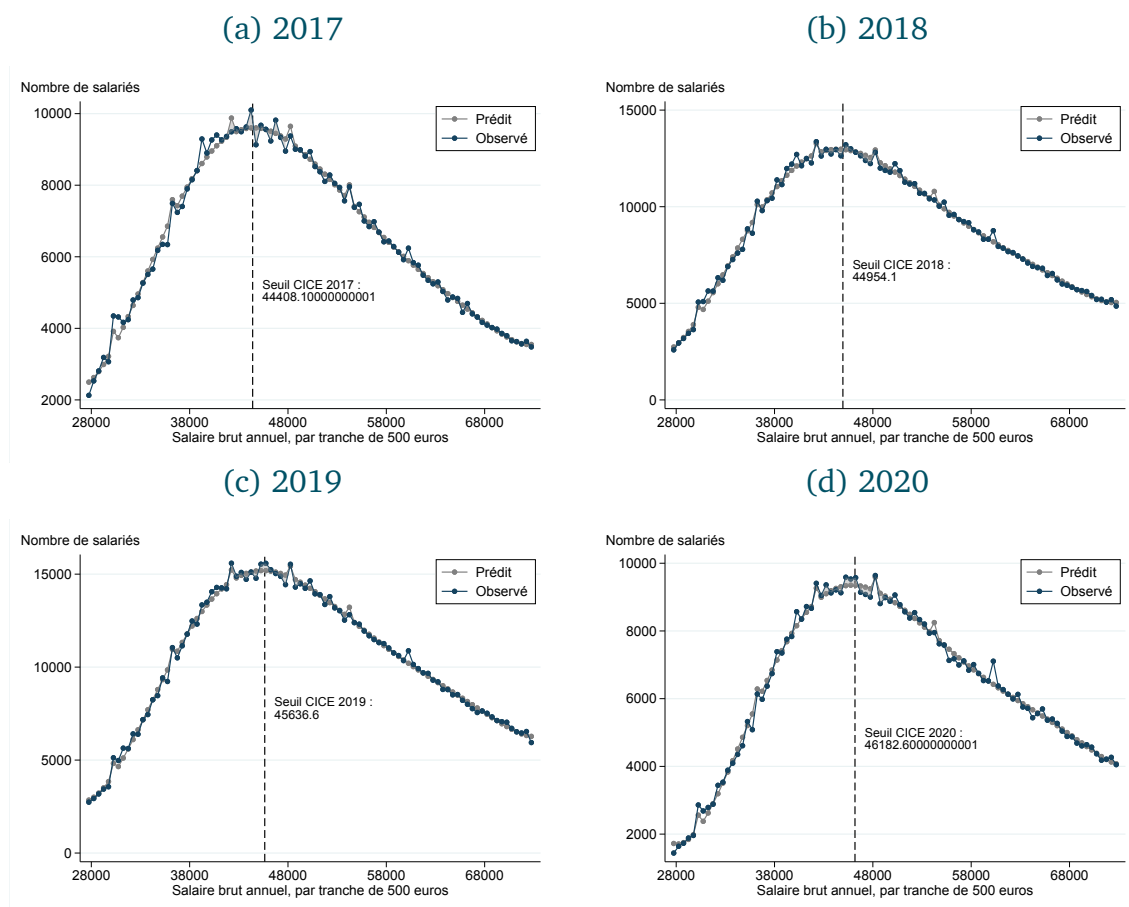 (a) 2017
Nombre de salariés
10000
8000
6000
4000
2000
28000 38000 48000 58000 68000
Salaire brut annuel, par tranche de 500 euros
Prédit
Observé
Seuil CICE 2017 :
44408.10000000001
(b) 2018
Nombre de salariés
15000
10000
5000
0
28000 38000 48000 58000 68000
Salaire brut annuel, par tranche de 500 euros
Prédit
Observé
Seuil CICE 2018 :
44954.1
(c) 2019
Nombre de salariés
15000
10000
5000
0
28000 38000 48000 58000 68000
Salaire brut annuel, par tranche de 500 euros
Prédit
Observé
Seuil CICE 2019 :
45636.6
(d) 2020
Nombre de salariés
10000
8000
6000
4000
2000
28000 38000 48000 58000 68000
Salaire brut annuel, par tranche de 500 euros
Prédit
Observé
Seuil CICE 2020 :
46182.60000000001